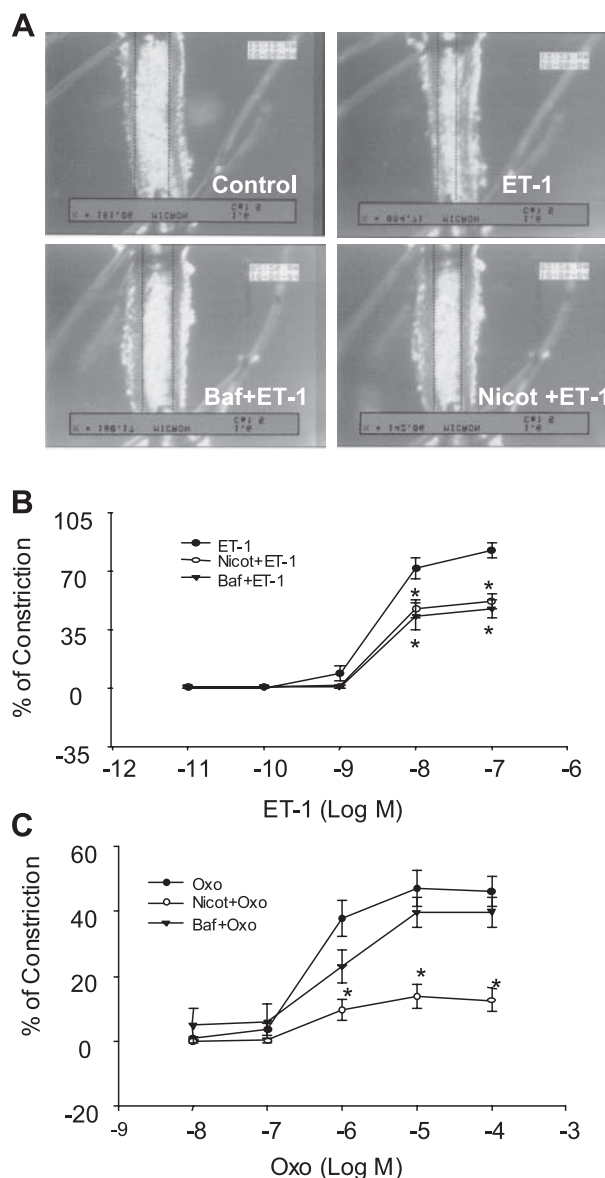 A
Control
ET-1
Baf+ET-1
Nicot +ET-1
B
105
70
35
0
-35
% of Constriction
ET-1
Nicot+ET-1
Baf+ET-1
*
*
*
*
-12
-11
-10
-9
-8
-7
-6
ET-1 (Log M)
C
60
40
20
0
-20
% of Constriction
Oxo
Nicot+Oxo
Baf+Oxo
*
*
*
-9
-8
-7
-6
-5
-4
-3
Oxo (Log M)